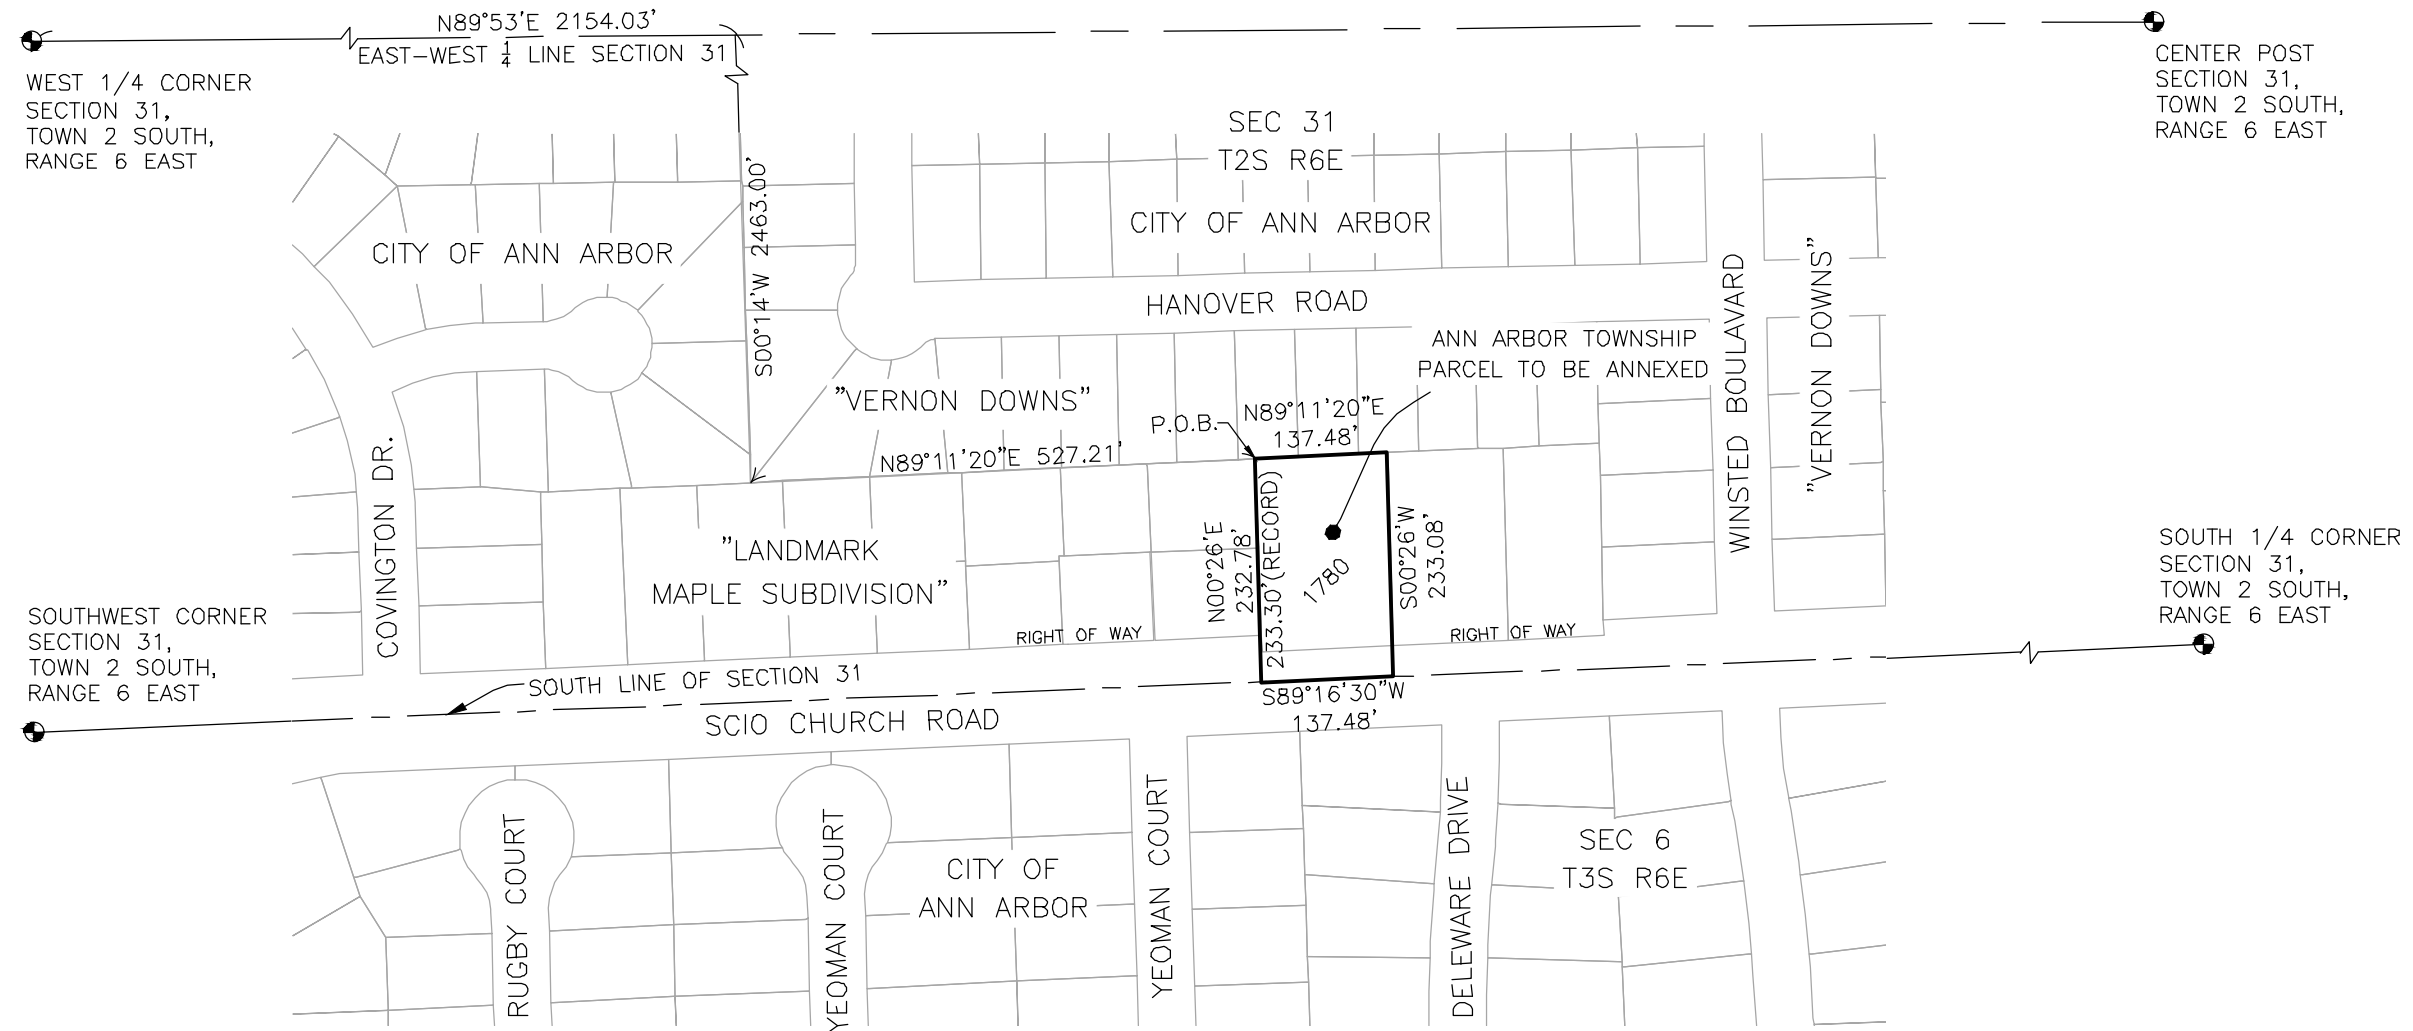 N89°53'E 2154.03'
EAST-WEST 1/4 LINE SECTION 31
WEST 1/4 CORNER
SECTION 31,
TOWN 2 SOUTH,
RANGE 6 EAST
CENTER POST
SECTION 31,
TOWN 2 SOUTH,
RANGE 6 EAST
SEC 31
T2S R6E
CITY OF ANN ARBOR
CITY OF ANN ARBOR
S00°14'W 2463.00'
HANOVER ROAD
WINSTED BOULAVARD
"VERNON DOWNS"
ANN ARBOR TOWNSHIP
PARCEL TO BE ANNEXED
"VERNON DOWNS"
P.O.B.
N89°11'20"E
137.48'
N89°11'20"E 527.21'
COVINGTON DR.
"LANDMARK
MAPLE SUBDIVISION"
N00°26'E
232.78'
233.30'(RECORD)
1780
S00°26'W
233.08'
RIGHT OF WAY
RIGHT OF WAY
SOUTH 1/4 CORNER
SECTION 31,
TOWN 2 SOUTH,
RANGE 6 EAST
SOUTHWEST CORNER
SECTION 31,
TOWN 2 SOUTH,
RANGE 6 EAST
SOUTH LINE OF SECTION 31
S89°16'30"W
137.48'
SCIO CHURCH ROAD
RUGBY COURT
YEOMAN COURT
CITY OF
ANN ARBOR
YEOMAN COURT
DELEWARE DRIVE
SEC 6
T3S R6E